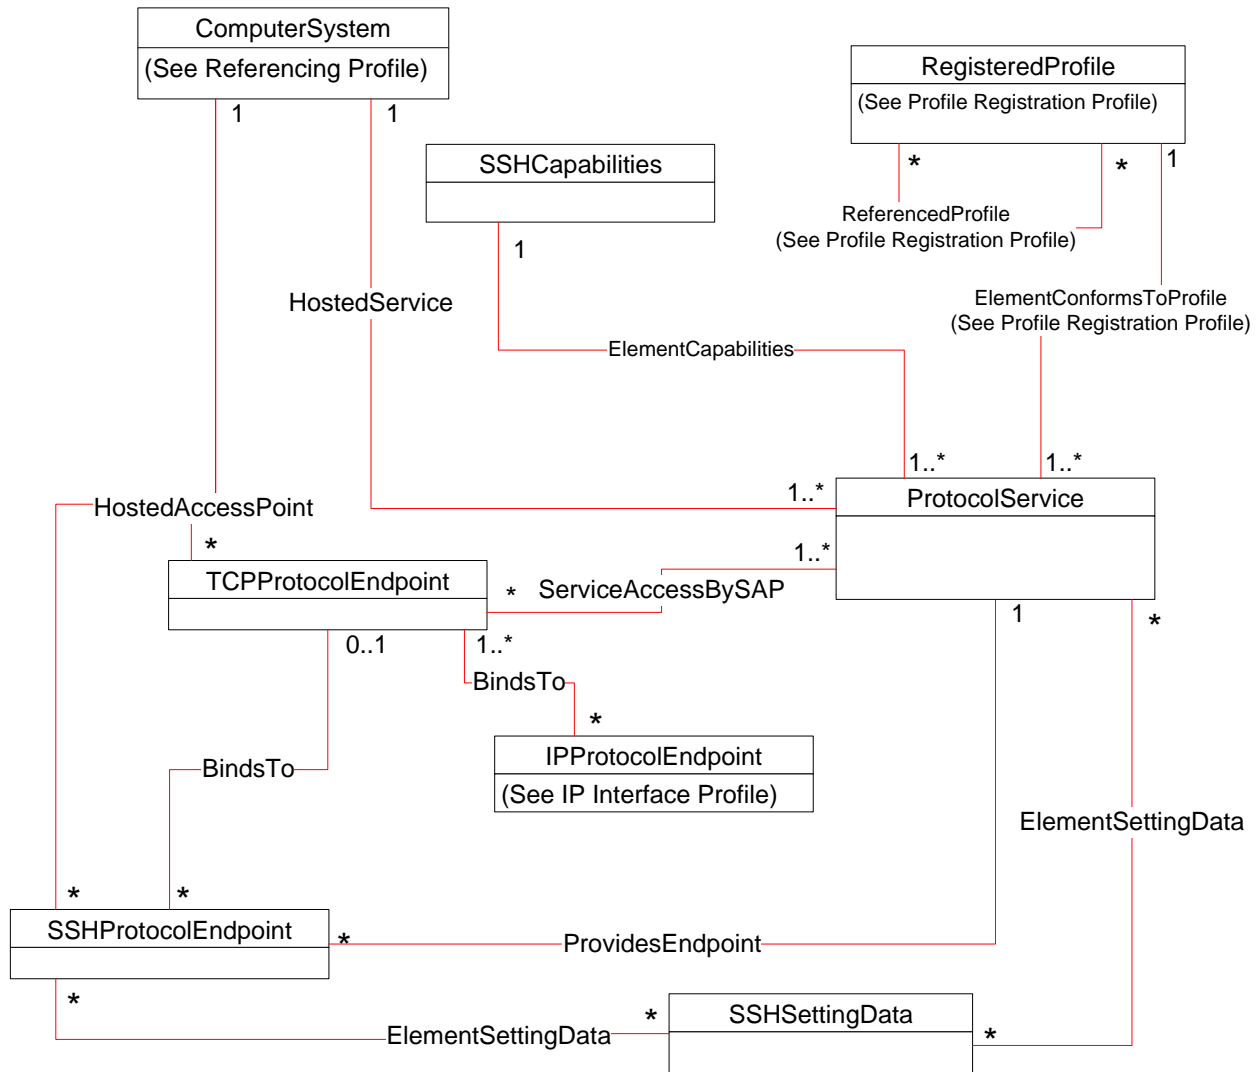 ComputerSystem
(See Referencing Profile)
RegisteredProfile
(See Profile Registration Profile)
1
1
SSHCapabilities
*
*
1
ReferencedProfile
(See Profile Registration Profile)
1
HostedService
ElementConformsToProfile
(See Profile Registration Profile)
ElementCapabilities
1..*
1..*
1..*
ProtocolService
HostedAccessPoint
*
1..*
TCPProtocolEndpoint
*
ServiceAccessBySAP
1
*
0..1
1..*
BindsTo
*
IPProtocolEndpoint
(See IP Interface Profile)
BindsTo
ElementSettingData
*
*
SSHProtocolEndpoint
*
ProvidesEndpoint
*
*
SSHSettingData
ElementSettingData
*